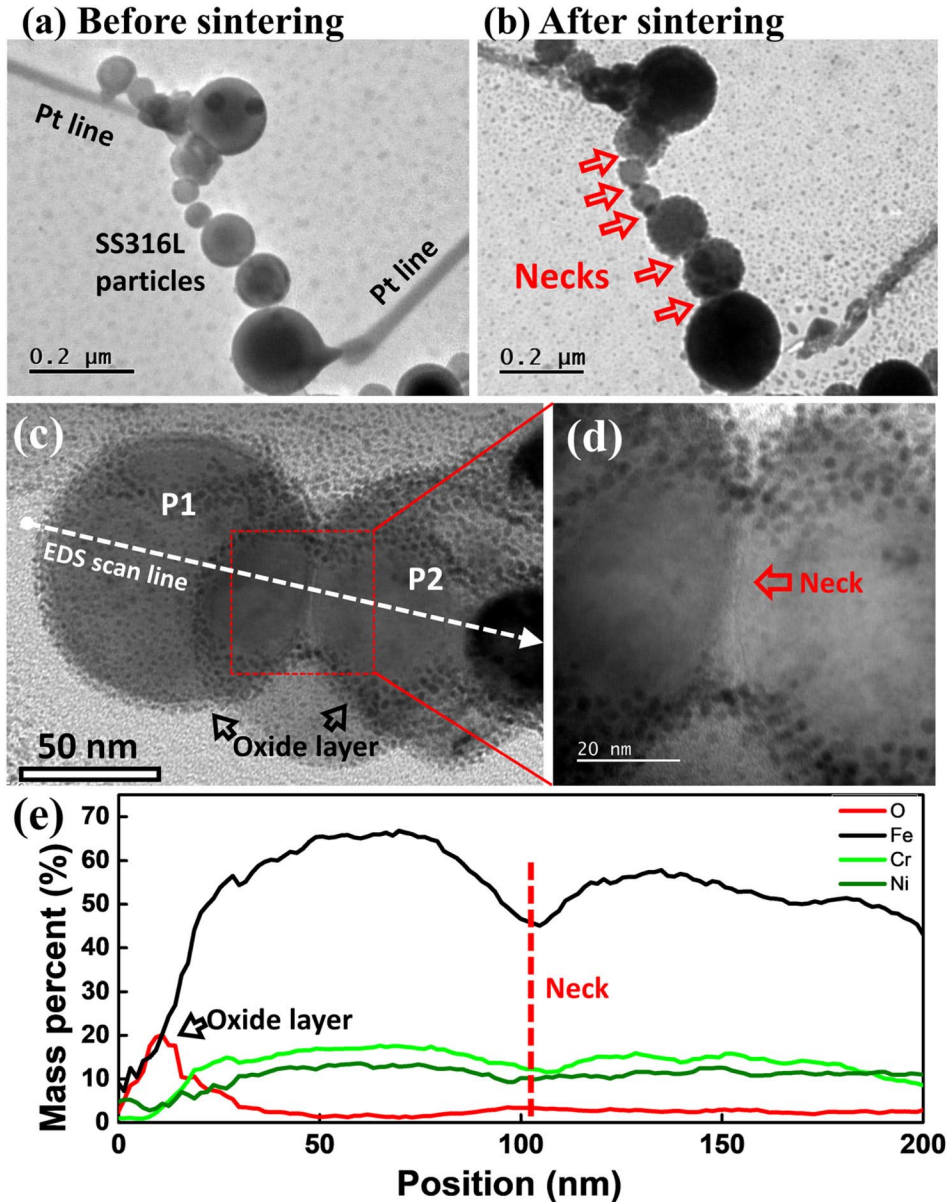 (a) Before sintering
(b) After sintering
Pt line
SS316L
particles
Pt line
0.2 μm
Necks
0.2 μm
(c)
P1
EDS scan line
P2
Oxide layer
50 nm
(d)
Neck
20 nm
(e)
Mass percent (%)
70
60
50
40
30
20
10
0
O
Fe
Cr
Ni
Oxide layer
Neck
0
50
100
150
200
Position (nm)